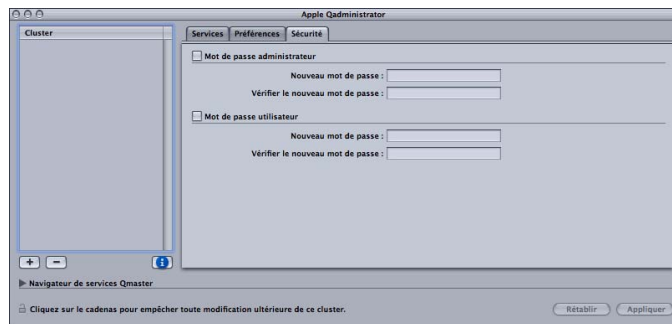 Apple Qadministrator
Cluster
Services Préférences Sécurité
Mot de passe administrateur
Nouveau mot de passe :
Vérifier le nouveau mot de passe :
Mot de passe utilisateur
Nouveau mot de passe :
Vérifier le nouveau mot de passe :
Navigateur de services Qmaster
Cliquez sur le cadenas pour empêcher toute modification ultérieure de ce cluster.
Rétablir Appliquer